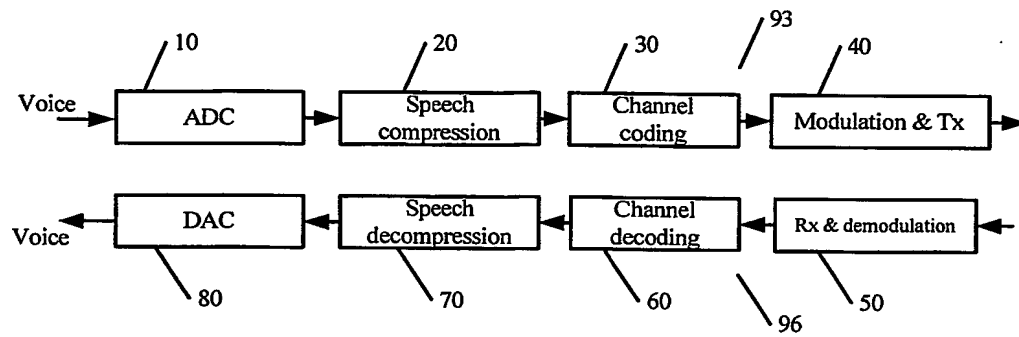 10
20
30
93
40
Voice
ADC
Speech
compression
Channel
coding
Modulation & Tx
Voice
DAC
Speech
decompression
Channel
decoding
Rx & demodulation
80
70
60
96
50